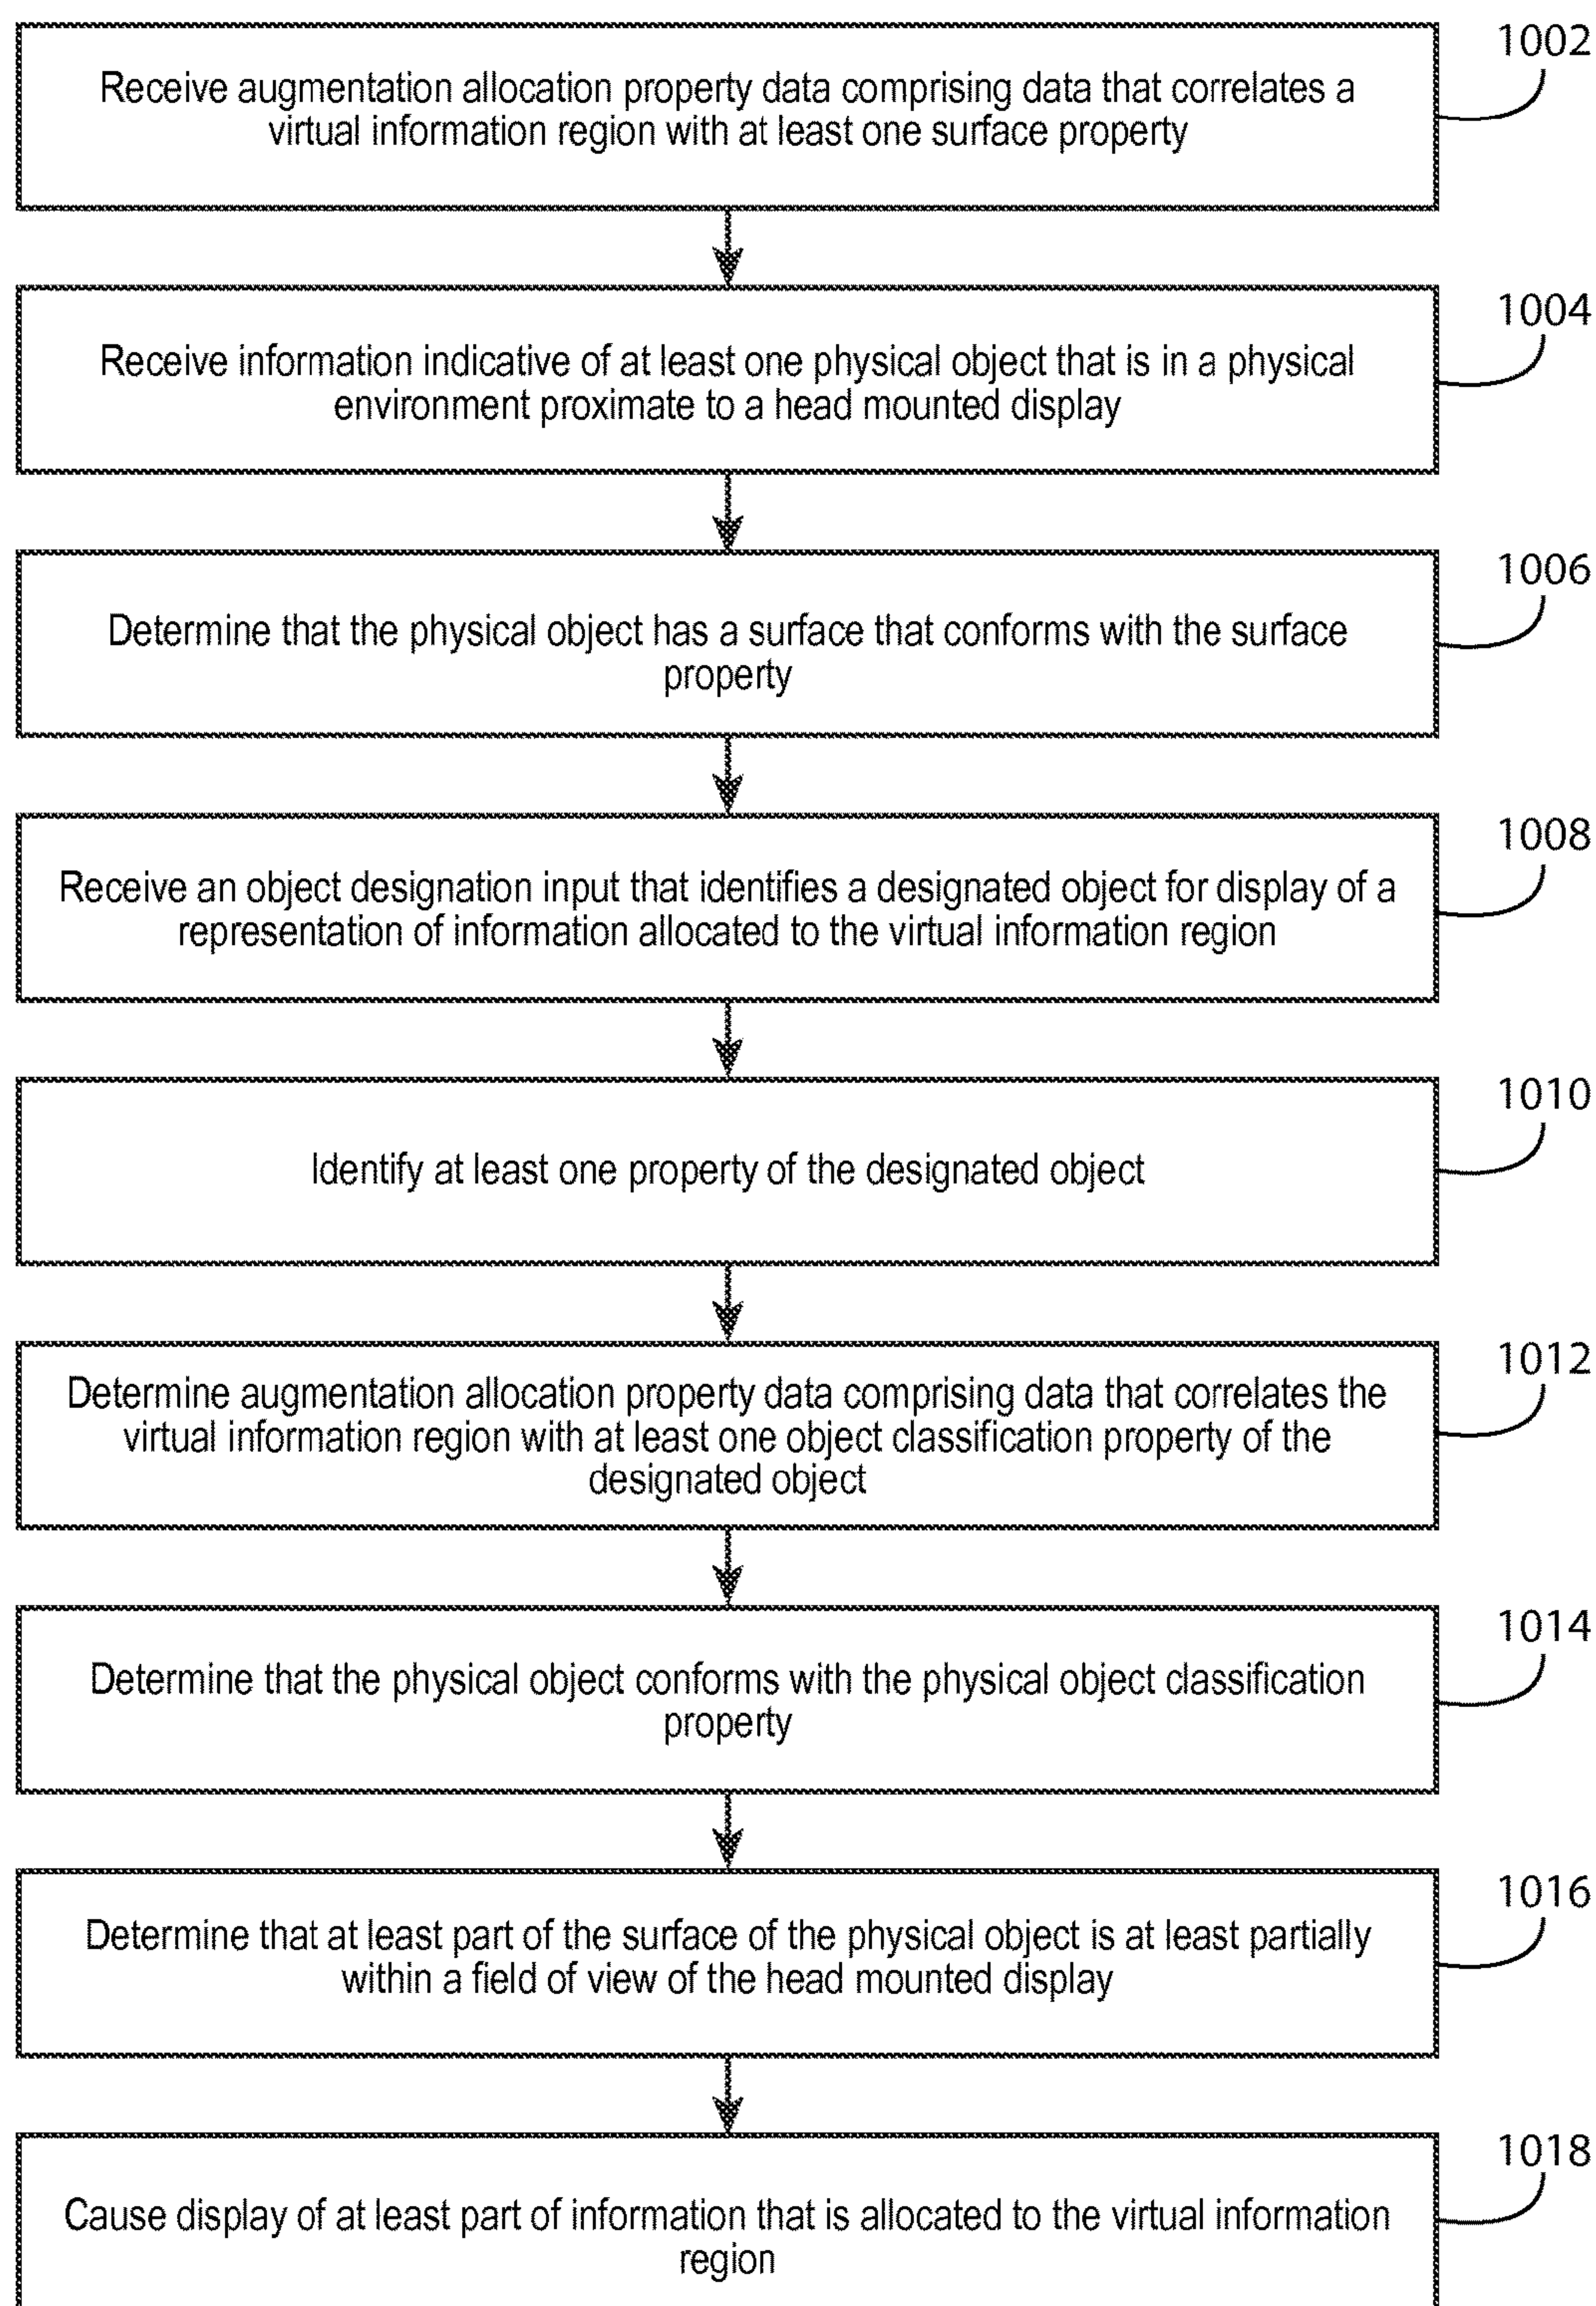 1002
Receive augmentation allocation property data comprising data that correlates a
virtual information region with at least one surface property
1004
Receive information indicative of at least one physical object that is in a physical
environment proximate to a head mounted display
1006
Determine that the physical object has a surface that conforms with the surface
property
1008
Receive an object designation input that identifies a designated object for display of a
representation of information allocated to the virtual information region
1010
Identify at least one property of the designated object
1012
Determine augmentation allocation property data comprising data that correlates the
virtual information region with at least one object classification property of the
designated object
1014
Determine that the physical object conforms with the physical object classification
property
1016
Determine that at least part of the surface of the physical object is at least partially
within a field of view of the head mounted display
1018
Cause display of at least part of information that is allocated to the virtual information
region